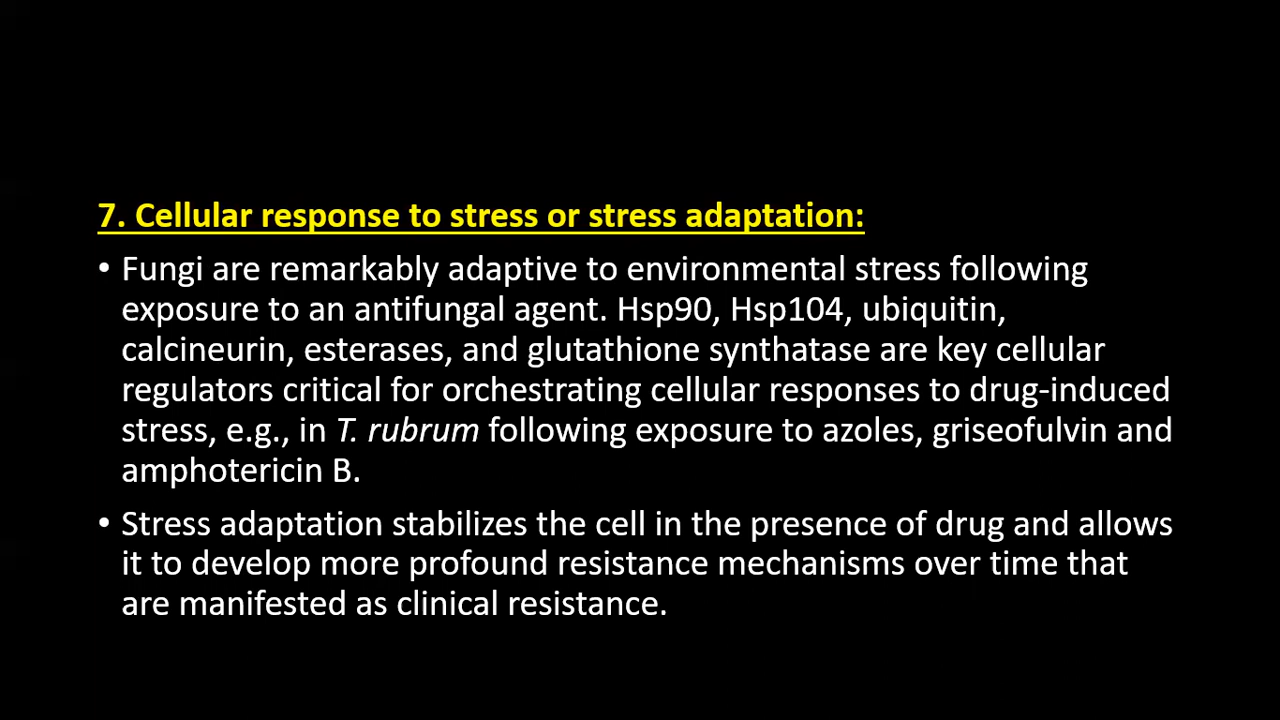 7. Cellular response to stress or stress adaptation:
• Fungi are remarkably adaptive to environmental stress following
exposure to an antifungal agent. Hsp90, Hsp104, ubiquitin,
calcineurin, esterases, and glutathione synthatase are key cellular
regulators critical for orchestrating cellular responses to drug-induced
stress, e.g., in T. rubrum following exposure to azoles, griseofulvin and
amphotericin B.
• Stress adaptation stabilizes the cell in the presence of drug and allows
it to develop more profound resistance mechanisms over time that
are manifested as clinical resistance.